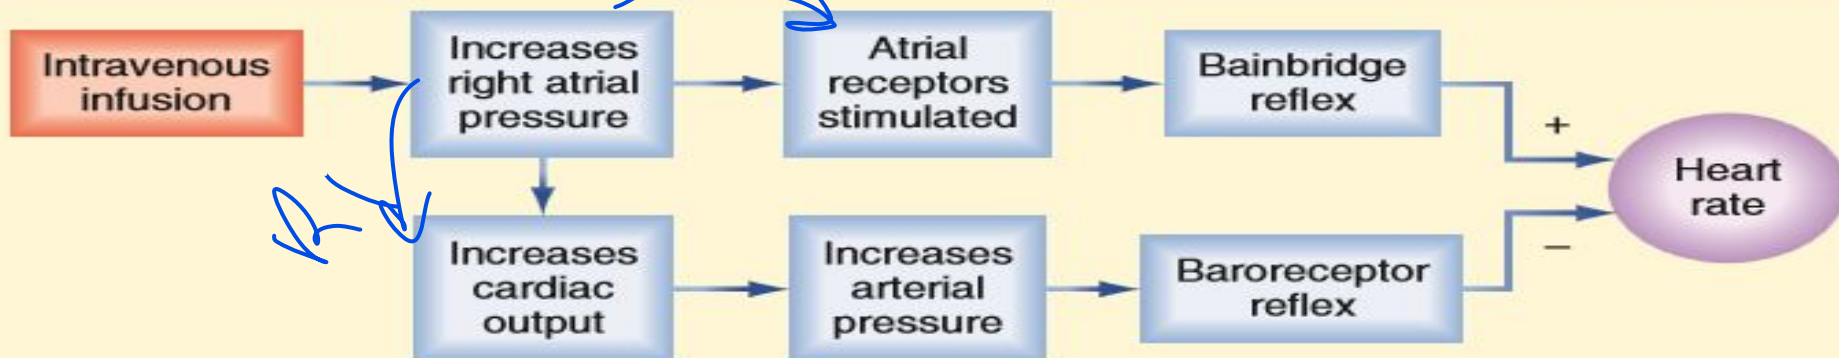 Intravenous
infusion
Increases
right atrial
pressure
Atrial
receptors
stimulated
Bainbridge
reflex
+
Heart
rate
–
Increases
cardiac
output
Increases
arterial
pressure
Baroreceptor
reflex